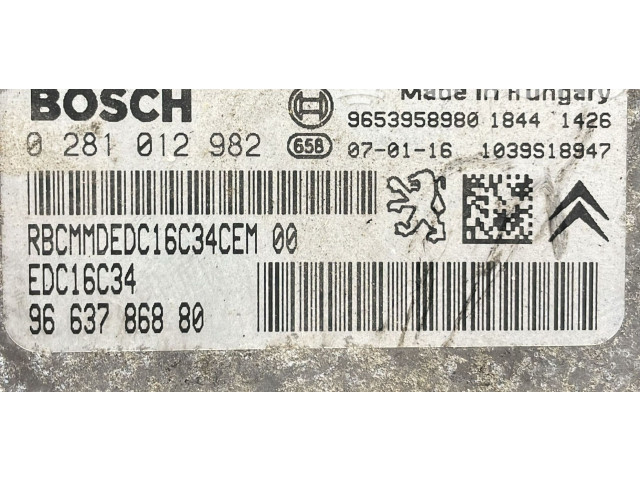 BOSCH
Made in Hungary
9653958980 1844 1426
0 281 012 982
658
07-01-16 1039S18947
RBCMMDEDC16C34CEM 00
EDC16C34
96 637 868 80